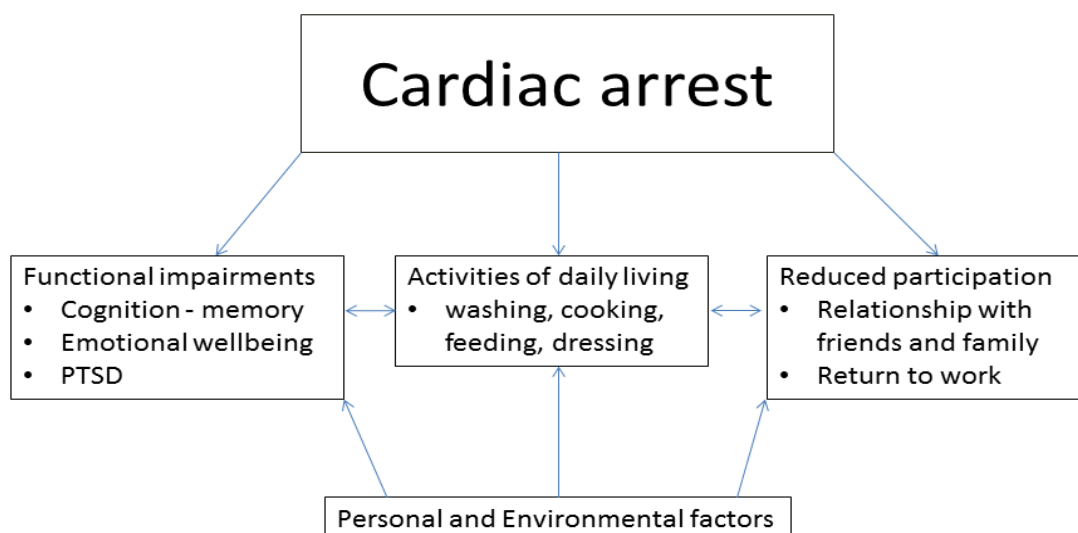 Cardiac arrest
Functional impairments
• Cognition - memory
• Emotional wellbeing
• PTSD
Activities of daily living
• washing, cooking,
feeding, dressing
Reduced participation
• Relationship with
friends and family
• Return to work
Personal and Environmental factors